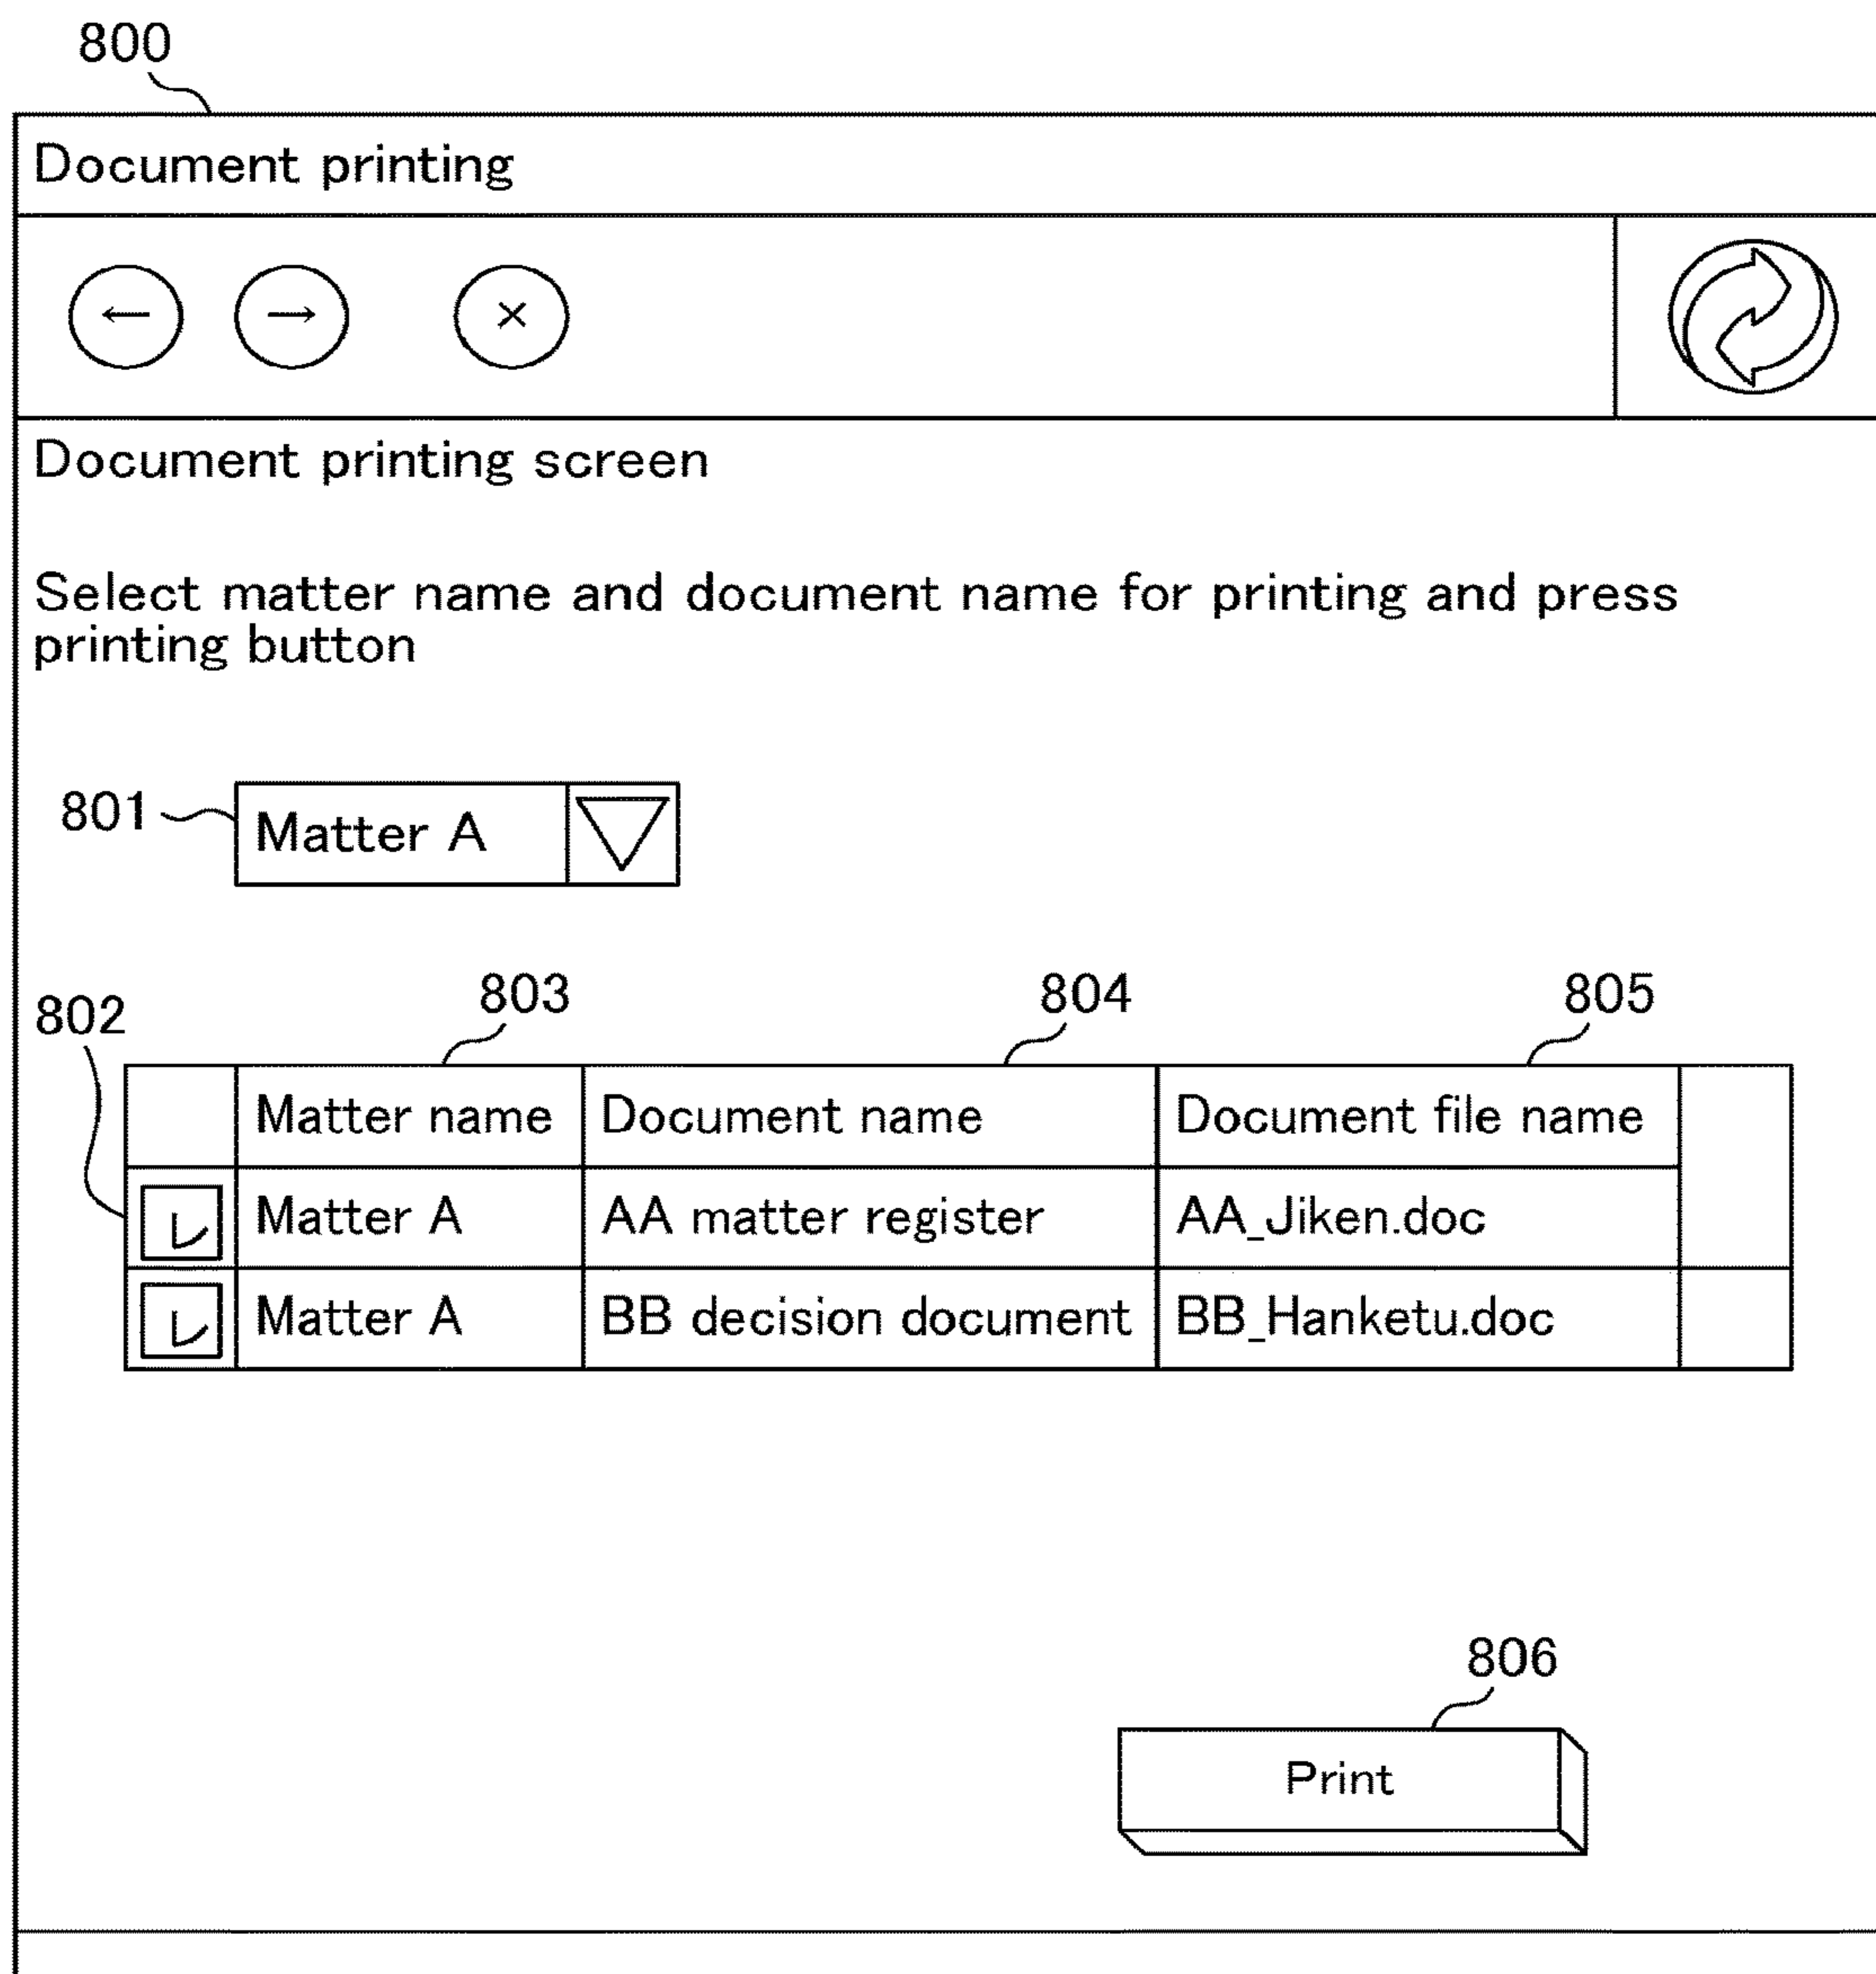 800
Document printing
← → ×
Document printing screen
Select matter name and document name for printing and press
printing button
801 Matter A
802 803 804 805
Matter name Document name Document file name
Matter A AA matter register AA_Jiken.doc
Matter A BB decision document BB_Hanketu.doc
806
Print